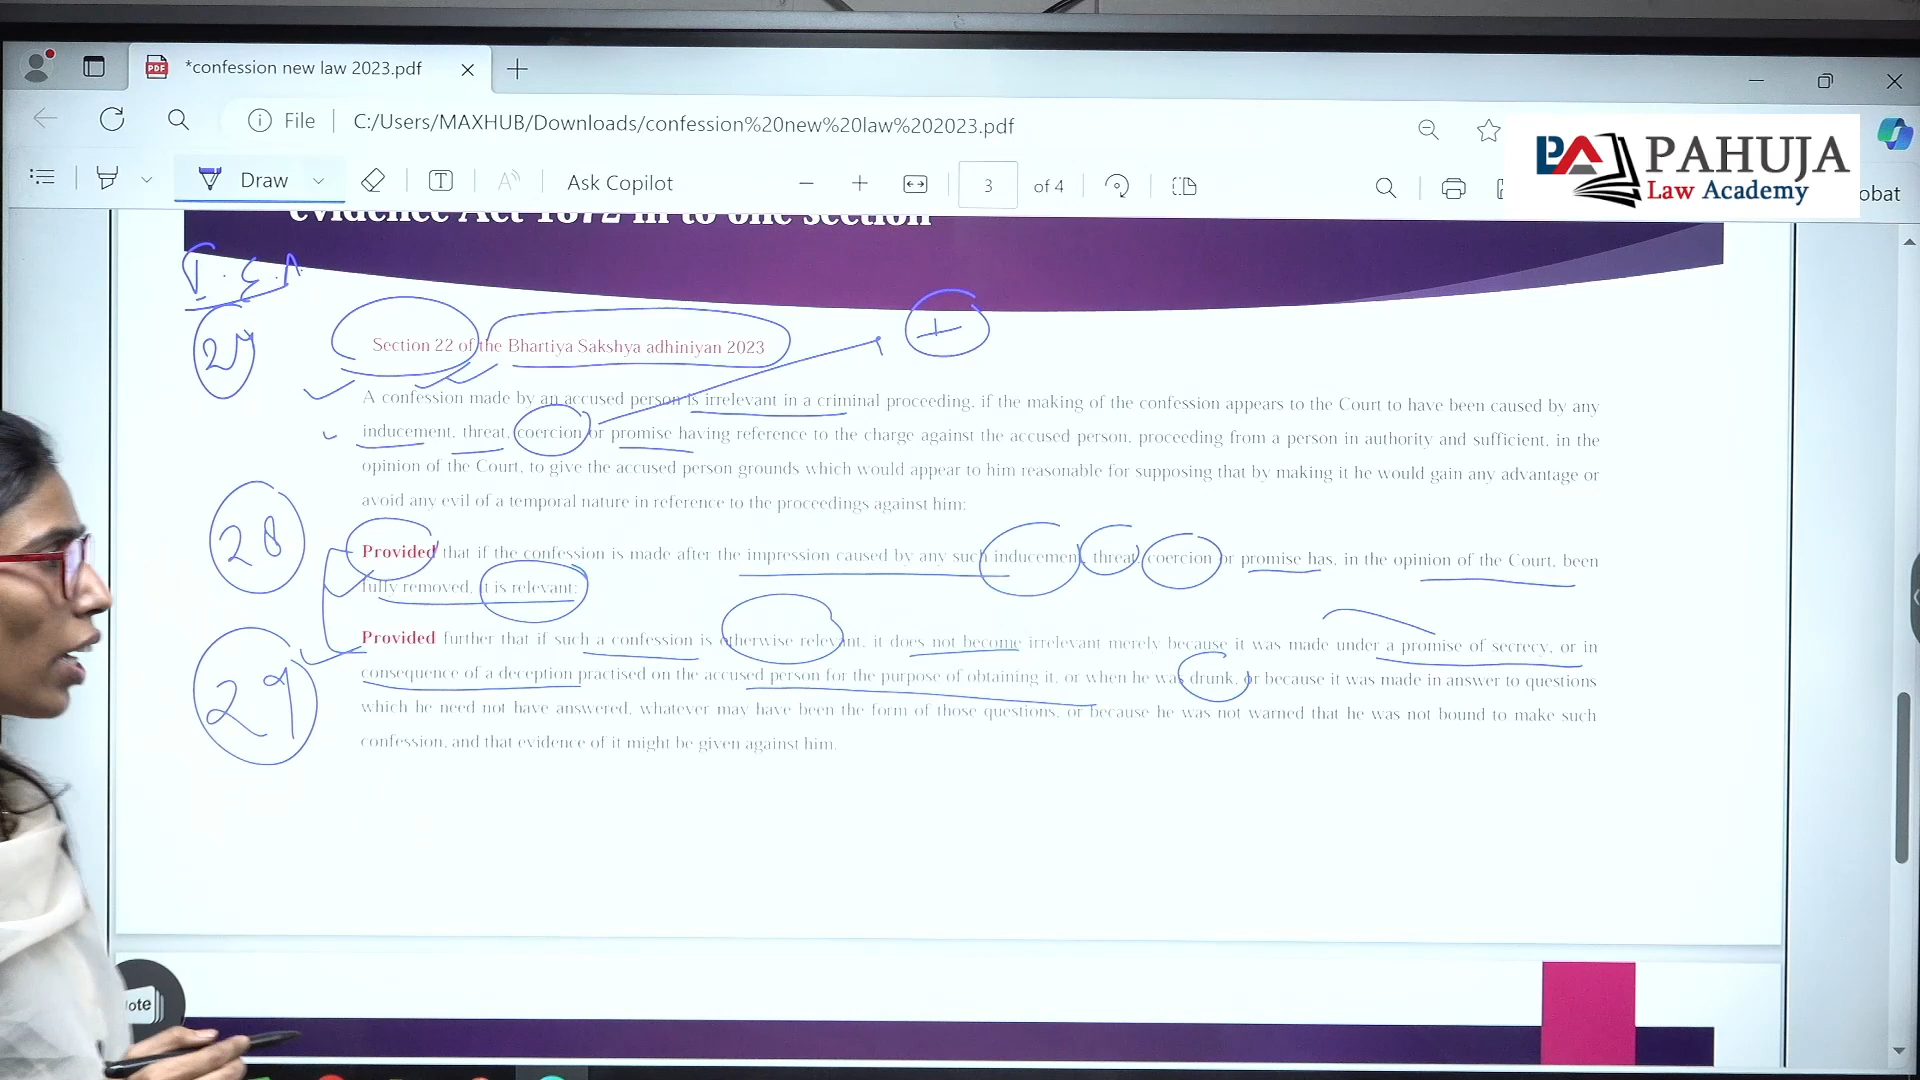 *confession new law 2023.pdf
File
C:/Users/MAXHUB/Downloads/confession%20new%20law%202023.pdf
Draw
Ask Copilot
3 of 4
obat
PAHUJA
Law Academy
evidence Act 1872 in to one section
I.E.A.
24
+
Section 22 of the Bhartiya Sakshya adhiniyan 2023
A confession made by an accused person is irrelevant in a criminal proceeding, if the making of the confession appears to the Court to have been caused by any
inducement, threat, coercion or promise having reference to the charge against the accused person, proceeding from a person in authority and sufficient, in the
opinion of the Court, to give the accused person grounds which would appear to him reasonable for supposing that by making it he would gain any advantage or
avoid any evil of a temporal nature in reference to the proceedings against him:
28
Provided that if the confession is made after the impression caused by any such inducement, threat, coercion or promise has, in the opinion of the Court, been
fully removed, it is relevant:
29
Provided further that if such a confession is otherwise relevant, it does not become irrelevant merely because it was made under a promise of secrecy, or in
consequence of a deception practised on the accused person for the purpose of obtaining it, or when he was drunk, or because it was made in answer to questions
which he need not have answered, whatever may have been the form of those questions, or because he was not warned that he was not bound to make such
confession, and that evidence of it might be given against him.
ote